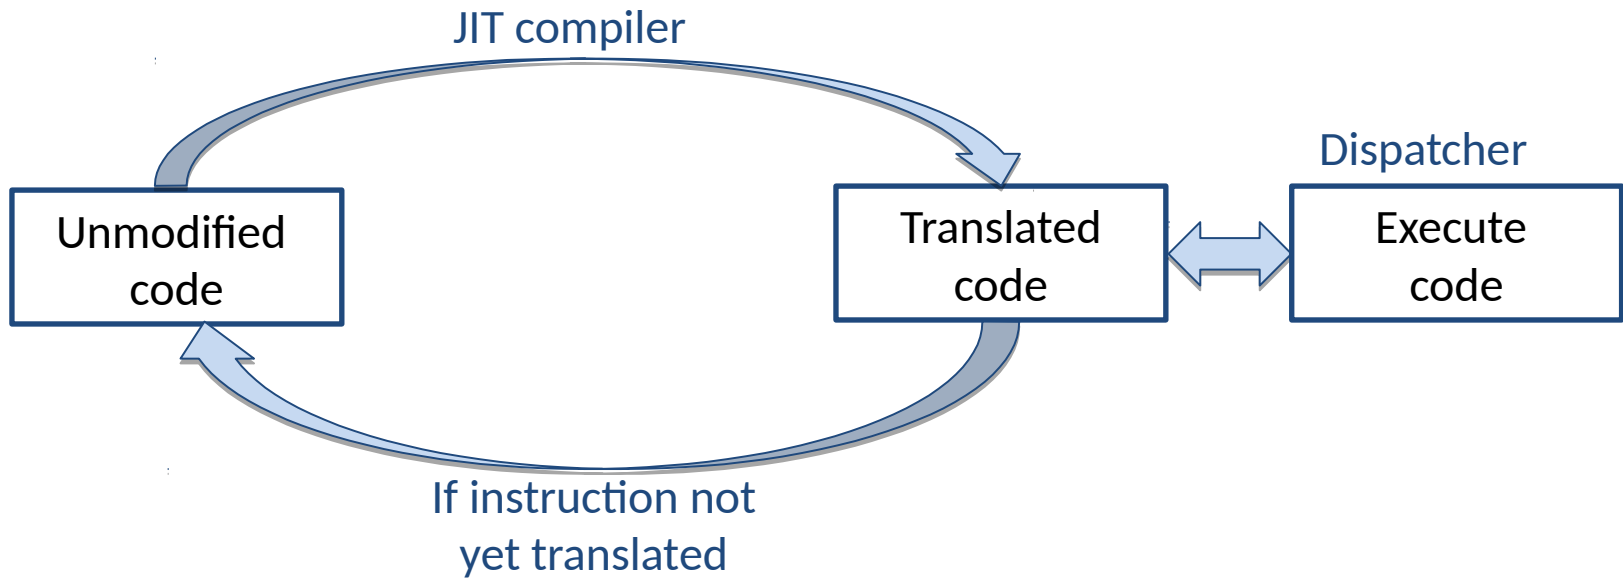 JIT compiler
Dispatcher
Unmodified
code
Translated
code
Execute
code
If instruction not
yet translated